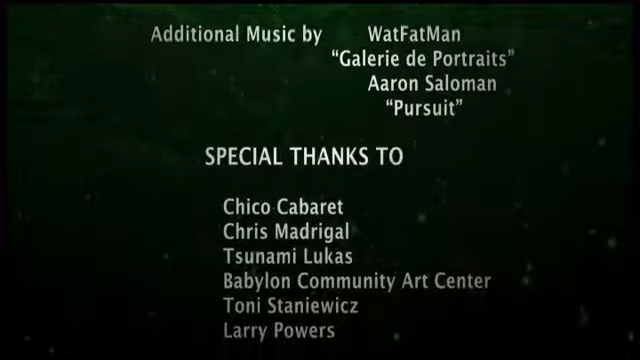 Additional Music by WatFatMan
“Galerie de Portraits”
Aaron Saloman
“Pursuit”
SPECIAL THANKS TO
Chico Cabaret
Chris Madrigal
Tsunami Lukas
Babylon Community Art Center
Toni Staniewicz
Larry Powers